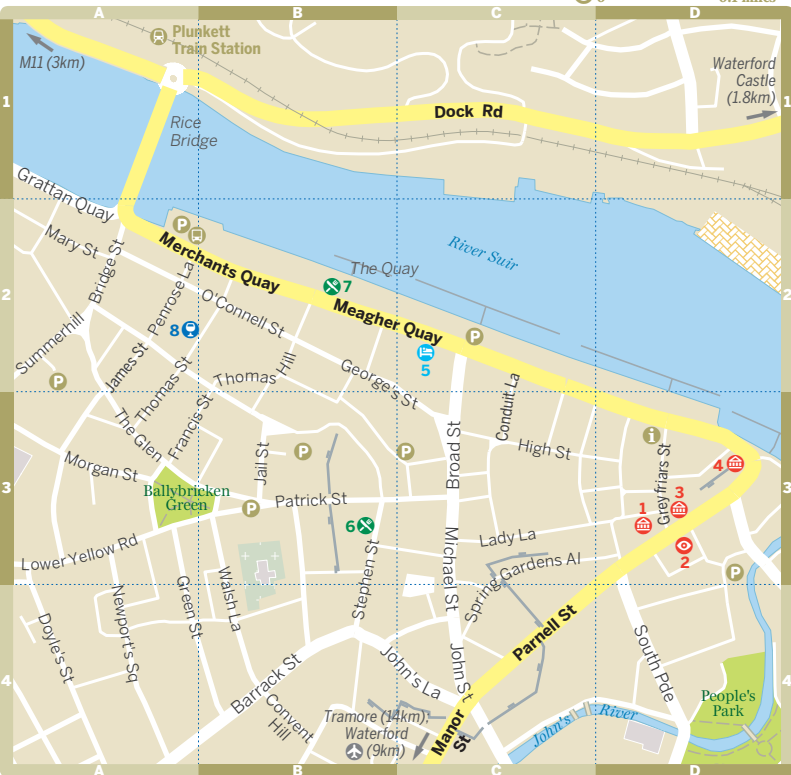 A
B
C
D
Plunkett
Train Station
M11 (3km)
Waterford
Castle
(1.8km)
1
1
Dock Rd
Rice
Bridge
Grattan Quay
P
Mary St
Bridge St
Merchants Quay
The Quay
River Suir
Penrose La
2
2
7
O'Connell St
Meagher Quay
8
P
5
Summerhill
James St
Thomas St
Thomas Hill
George's St
P
Conduit La
The Glen
Francis St
Jail St
P
P
Broad St
High St
i
Greyfriars St
4
Morgan St
3
3
Ballybricken
Green
Patrick St
P
3
1
6
Lady La
2
Lower Yellow Rd
Stephen St
Michael St
Spring Gardens Al
P
Doyle's St
Newport's Sq
Green St
Walsh La
Parnell St
South Pde
4
4
John's La
John St
Barrack St
Convent
Hill
People's
Park
Tramore (14km);
Waterford
(9km)
Manor
St
John's River
A
B
C
D